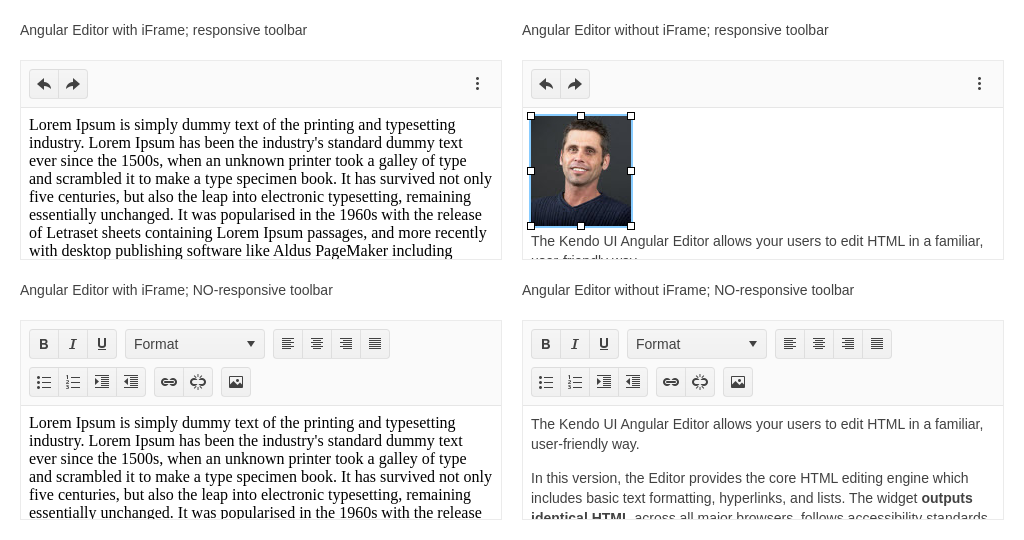 Angular Editor with iFrame; responsive toolbar
Lorem Ipsum is simply dummy text of the printing and typesetting
industry. Lorem Ipsum has been the industry's standard dummy text
ever since the 1500s, when an unknown printer took a galley of type
and scrambled it to make a type specimen book. It has survived not only
five centuries, but also the leap into electronic typesetting, remaining
essentially unchanged. It was popularised in the 1960s with the release
of Letraset sheets containing Lorem Ipsum passages, and more recently
with desktop publishing software like Aldus PageMaker including
Angular Editor without iFrame; responsive toolbar
The Kendo UI Angular Editor allows your users to edit HTML in a familiar,
user-friendly way.
Angular Editor with iFrame; NO-responsive toolbar
B I U Format
Lorem Ipsum is simply dummy text of the printing and typesetting
industry. Lorem Ipsum has been the industry's standard dummy text
ever since the 1500s, when an unknown printer took a galley of type
and scrambled it to make a type specimen book. It has survived not only
five centuries, but also the leap into electronic typesetting, remaining
essentially unchanged. It was popularised in the 1960s with the release
Angular Editor without iFrame; NO-responsive toolbar
B I U Format
The Kendo UI Angular Editor allows your users to edit HTML in a familiar,
user-friendly way.
In this version, the Editor provides the core HTML editing engine which
includes basic text formatting, hyperlinks, and lists. The widget outputs
identical HTML across all major browsers, follows accessibility standards